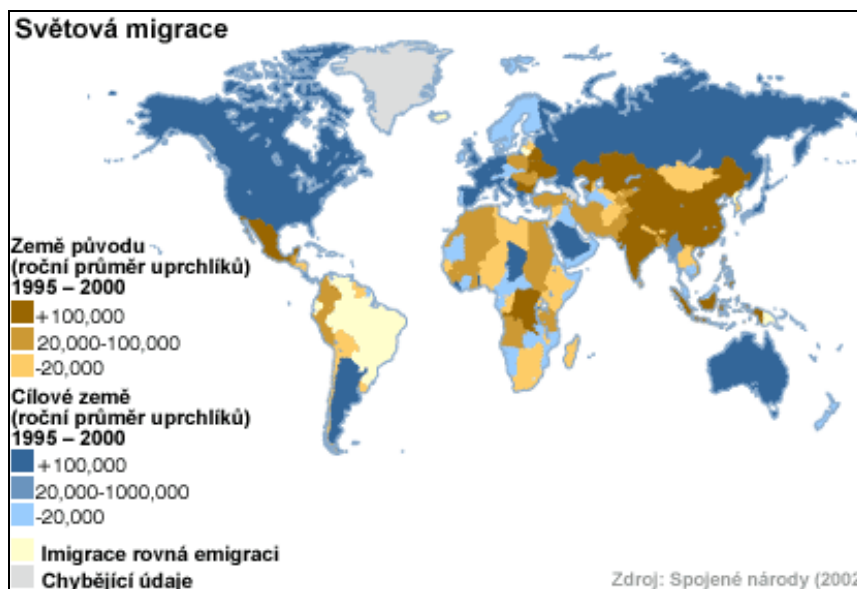 Světová migrace
Země původu
(roční průměr uprchlíků)
1995 – 2000
+100,000
20,000-100,000
-20,000
Cílové země
(roční průměr uprchlíků)
1995 – 2000
+100,000
20,000-1000,000
-20,000
Imigrace rovná emigraci
Chybějící údaje
Zdroj: Spojené národy (2002